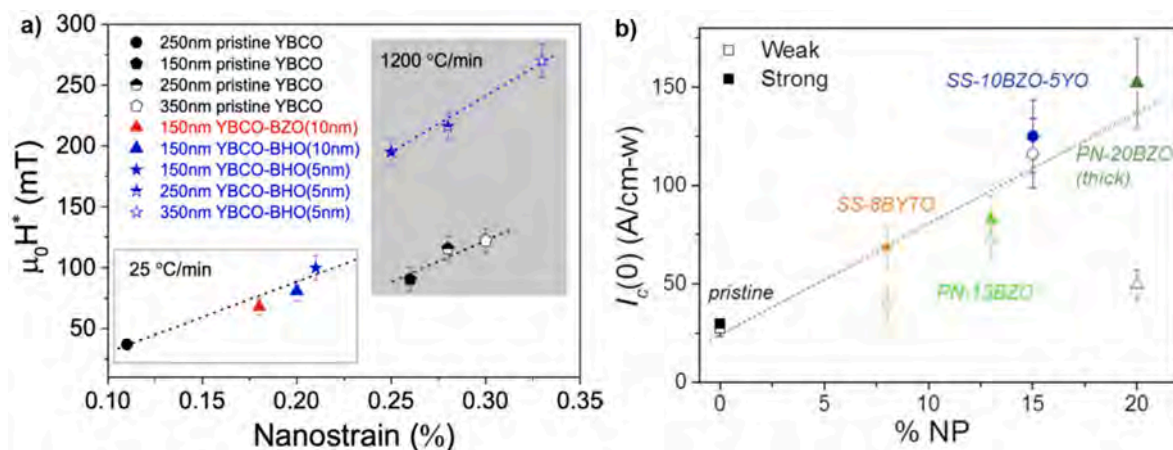 a)
250nm pristine YBCO
150nm pristine YBCO
250nm pristine YBCO
350nm pristine YBCO
150nm YBCO-BZO(10nm)
150nm YBCO-BHO(10nm)
150nm YBCO-BHO(5nm)
250nm YBCO-BHO(5nm)
350nm YBCO-BHO(5nm)
1200 °C/min
25 °C/min
300
250
200
150
100
50
μ₀H* (mT)
0.10 0.15 0.20 0.25 0.30 0.35
Nanostrain (%)
b)
Weak
Strong
SS-10BZO-5YO
PN-20BZO
(thick)
SS-8BYTO
PN-13BZO
pristine
150
100
50
0
I_c(0) (A/cm-w)
0 5 10 15 20
% NP